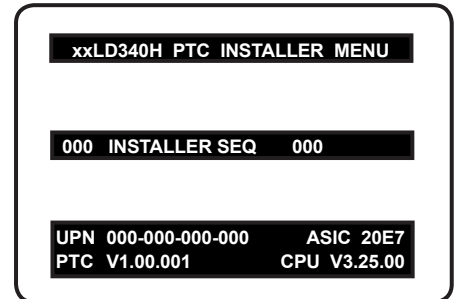 xxLD340H PTC INSTALLER MENU
000 INSTALLER SEQ 000
UPN 000-000-000-000 ASIC 20E7
PTC V1.00.001 CPU V3.25.00